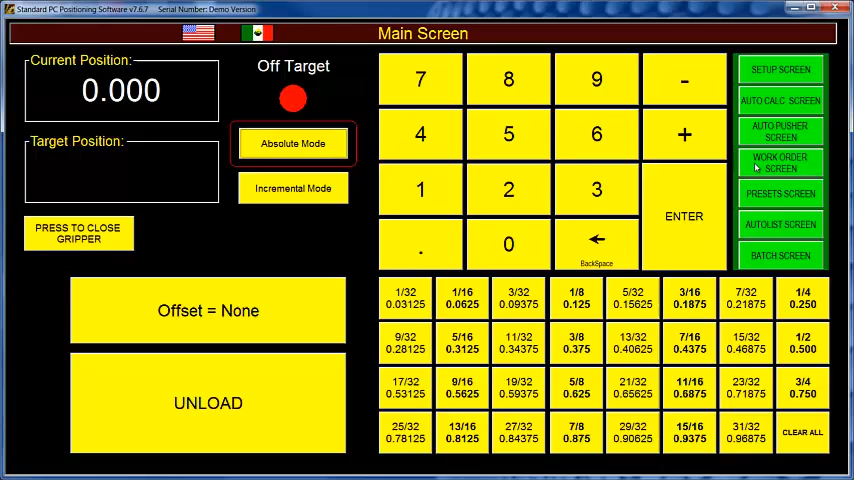 Standard PC Positioning Software v7.6.7 Serial Number: Demo Version
Main Screen
Current Position:
0.000
Target Position:
Off Target
Absolute Mode
Incremental Mode
PRESS TO CLOSE
GRIPPER
Offset = None
UNLOAD
7 8 9 -
4 5 6 +
1 2 3
ENTER
. 0
BackSpace
SETUP SCREEN
AUTO CALC SCREEN
AUTO PUSHER
SCREEN
WORK ORDER
SCREEN
PRESETS SCREEN
AUTOLIST SCREEN
BATCH SCREEN
1/32 1/16 3/32 1/8 5/32 3/16 7/32 1/4
0.03125 0.0625 0.09375 0.125 0.15625 0.1875 0.21875 0.250
9/32 5/16 11/32 3/8 13/32 7/16 15/32 1/2
0.28125 0.3125 0.34375 0.375 0.40625 0.4375 0.46875 0.500
17/32 9/16 19/32 5/8 21/32 11/16 23/32 3/4
0.53125 0.5625 0.59375 0.625 0.65625 0.6875 0.71875 0.750
25/32 13/16 27/32 7/8 29/32 15/16 31/32 CLEAR ALL
0.78125 0.8125 0.84375 0.875 0.90625 0.9375 0.96875